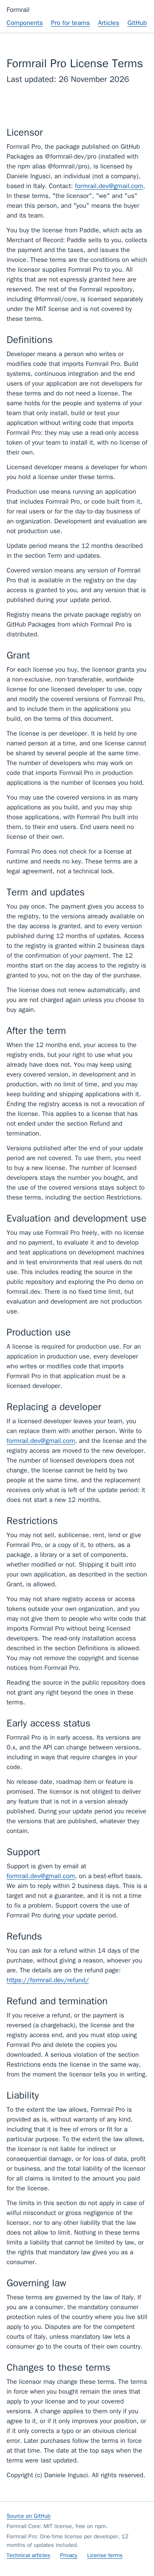 Formrail
Components Pro for teams Articles GitHub
Formrail Pro License Terms
Last updated: 26 November 2026
Licensor
Formrail Pro, the package published on GitHub
Packages as @formrail-dev/pro (installed with
the npm alias @formrail/pro), is licensed by
Daniele Ingusci, an individual (not a company),
based in Italy. Contact: formrail.dev@gmail.com.
In these terms, "the licensor", "we" and "us"
mean this person, and "you" means the buyer
and its team.
You buy the license from Paddle, which acts as
Merchant of Record: Paddle sells to you, collects
the payment and the taxes, and issues the
invoice. These terms are the conditions on which
the licensor supplies Formrail Pro to you. All
rights that are not expressly granted here are
reserved. The rest of the Formrail repository,
including @formrail/core, is licensed separately
under the MIT license and is not covered by
these terms.
Definitions
Developer means a person who writes or
modifies code that imports Formrail Pro. Build
systems, continuous integration and the end
users of your application are not developers for
these terms and do not need a license. The
same holds for the people and systems of your
team that only install, build or test your
application without writing code that imports
Formrail Pro: they may use a read-only access
token of your team to install it, with no license of
their own.
Licensed developer means a developer for whom
you hold a license under these terms.
Production use means running an application
that includes Formrail Pro, or code built from it,
for real users or for the day-to-day business of
an organization. Development and evaluation are
not production use.
Update period means the 12 months described
in the section Term and updates.
Covered version means any version of Formrail
Pro that is available in the registry on the day
access is granted to you, and any version that is
published during your update period.
Registry means the private package registry on
GitHub Packages from which Formrail Pro is
distributed.
Grant
For each license you buy, the licensor grants you
a non-exclusive, non-transferable, worldwide
license for one licensed developer to use, copy
and modify the covered versions of Formrail Pro,
and to include them in the applications you
build, on the terms of this document.
The license is per developer. It is held by one
named person at a time, and one license cannot
be shared by several people at the same time.
The number of developers who may work on
code that imports Formrail Pro in production
applications is the number of licenses you hold.
You may use the covered versions in as many
applications as you build, and you may ship
those applications, with Formrail Pro built into
them, to their end users. End users need no
license of their own.
Formrail Pro does not check for a license at
runtime and needs no key. These terms are a
legal agreement, not a technical lock.
Term and updates
You pay once. The payment gives you access to
the registry, to the versions already available on
the day access is granted, and to every version
published during 12 months of updates. Access
to the registry is granted within 2 business days
of the confirmation of your payment. The 12
months start on the day access to the registry is
granted to you, not on the day of the purchase.
The license does not renew automatically, and
you are not charged again unless you choose to
buy again.
After the term
When the 12 months end, your access to the
registry ends, but your right to use what you
already have does not. You may keep using
every covered version, in development and in
production, with no limit of time, and you may
keep building and shipping applications with it.
Ending the registry access is not a revocation of
the license. This applies to a license that has
not ended under the section Refund and
termination.
Versions published after the end of your update
period are not covered. To use them, you need
to buy a new license. The number of licensed
developers stays the number you bought, and
the use of the covered versions stays subject to
these terms, including the section Restrictions.
Evaluation and development use
You may use Formrail Pro freely, with no license
and no payment, to evaluate it and to develop
and test applications on development machines
and in test environments that real users do not
use. This includes reading the source in the
public repository and exploring the Pro demos on
formrail.dev. There is no fixed time limit, but
evaluation and development are not production
use.
Production use
A license is required for production use. For an
application in production use, every developer
who writes or modifies code that imports
Formrail Pro in that application must be a
licensed developer.
Replacing a developer
If a licensed developer leaves your team, you
can replace them with another person. Write to
formrail.dev@gmail.com, and the license and the
registry access are moved to the new developer.
The number of licensed developers does not
change, the license cannot be held by two
people at the same time, and the replacement
covers what is left of the update period: it
does not start a new 12 months.
Restrictions
You may not sell, sublicense, rent, lend or give
Formrail Pro, or a copy of it, to others, as a
package, a library or a set of components,
whether modified or not. Shipping it built into
your own application, as described in the section
Grant, is allowed.
You may not share registry access or access
tokens outside your own organization, and you
may not give them to people who write code that
imports Formrail Pro without being licensed
developers. The read-only installation access
described in the section Definitions is allowed.
You may not remove the copyright and license
notices from Formrail Pro.
Reading the source in the public repository does
not grant any right beyond the ones in these
terms.
Early access status
Formrail Pro is in early access. Its versions are
0.x, and the API can change between versions,
including in ways that require changes in your
code.
No release date, roadmap item or feature is
promised. The licensor is not obliged to deliver
any feature that is not in a version already
published. During your update period you receive
the versions that are published, whatever they
contain.
Support
Support is given by email at
formrail.dev@gmail.com, on a best-effort basis.
We aim to reply within 2 business days. This is a
target and not a guarantee, and it is not a time
to fix a problem. Support covers the use of
Formrail Pro during your update period.
Refunds
You can ask for a refund within 14 days of the
purchase, without giving a reason, whoever you
are. The details are on the refund page:
https://formrail.dev/refund/
Refund and termination
If you receive a refund, or the payment is
reversed (a chargeback), the license and the
registry access end, and you must stop using
Formrail Pro and delete the copies you
downloaded. A serious violation of the section
Restrictions ends the license in the same way,
from the moment the licensor tells you in writing.
Liability
To the extent the law allows, Formrail Pro is
provided as is, without warranty of any kind,
including that it is free of errors or fit for a
particular purpose. To the extent the law allows,
the licensor is not liable for indirect or
consequential damage, or for loss of data, profit
or business, and the total liability of the licensor
for all claims is limited to the amount you paid
for the license.
The limits in this section do not apply in case of
wilful misconduct or gross negligence of the
licensor, nor to any other liability that the law
does not allow to limit. Nothing in these terms
limits a liability that cannot be limited by law, or
the rights that mandatory law gives you as a
consumer.
Governing law
These terms are governed by the law of Italy. If
you are a consumer, the mandatory consumer
protection rules of the country where you live still
apply to you. Disputes are for the competent
courts of Italy, unless mandatory law lets a
consumer go to the courts of their own country.
Changes to these terms
The licensor may change these terms. The terms
in force when you bought remain the ones that
apply to your license and to your covered
versions. A change applies to them only if you
agree to it, or if it only improves your position, or
if it only corrects a typo or an obvious clerical
error. Later purchases follow the terms in force
at that time. The date at the top says when the
terms were last updated.
Copyright (c) Daniele Ingusci. All rights reserved.
Source on GitHub
Formrail Core: MIT license, free on npm.
Formrail Pro: One-time license per developer, 12
months of updates included.
Technical articles Privacy License terms